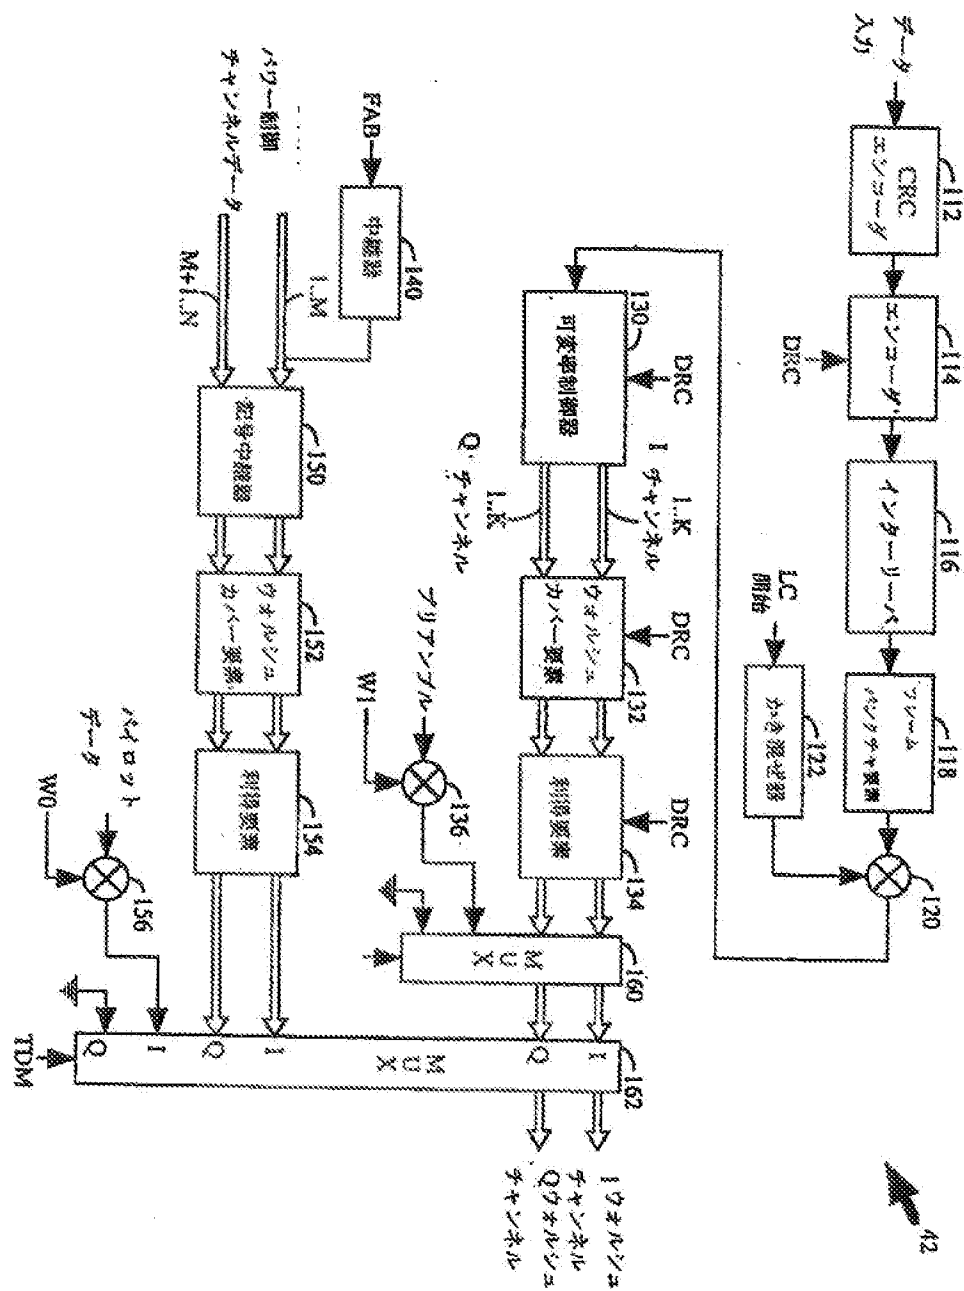 データ
入力
CRC
エンコーダ
112
エンコーダ
114
DRC
インターリーバ
116
フレーム
パンクチャ要素
118
120
LC
開始
かき混ぜ器
122
可変率制御器
130
DRC
I
チャンネル
1..K
Q
チャンネル
1..K
ウォルシュ
カバー要素
132
DRC
利得要素
134
DRC
プリアンブル
W1
136
MUX
160
FAB
中継器
140
パワー制御
チャンネルデータ
1..M
M+1..N
記号中継器
150
ウォルシュ
カバー要素
152
利得要素
154
パイロット
データ
W0
156
I
Q
MUX
I
Q
I
Q
162
TDM
Iウォルシュ
チャンネル
Qウォルシュ
チャンネル
42